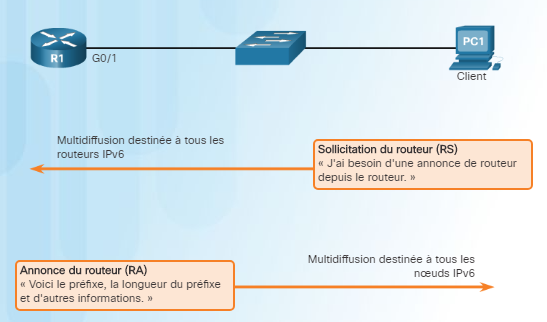 R1
G0/1
PC1
Client
Multidiffusion destinée à tous les
routeurs IPv6
Sollicitation du routeur (RS)
« J'ai besoin d'une annonce de routeur
depuis le routeur. »
Annonce du routeur (RA)
« Voici le préfixe, la longueur du préfixe
et d'autres informations. »
Multidiffusion destinée à tous les
nœuds IPv6